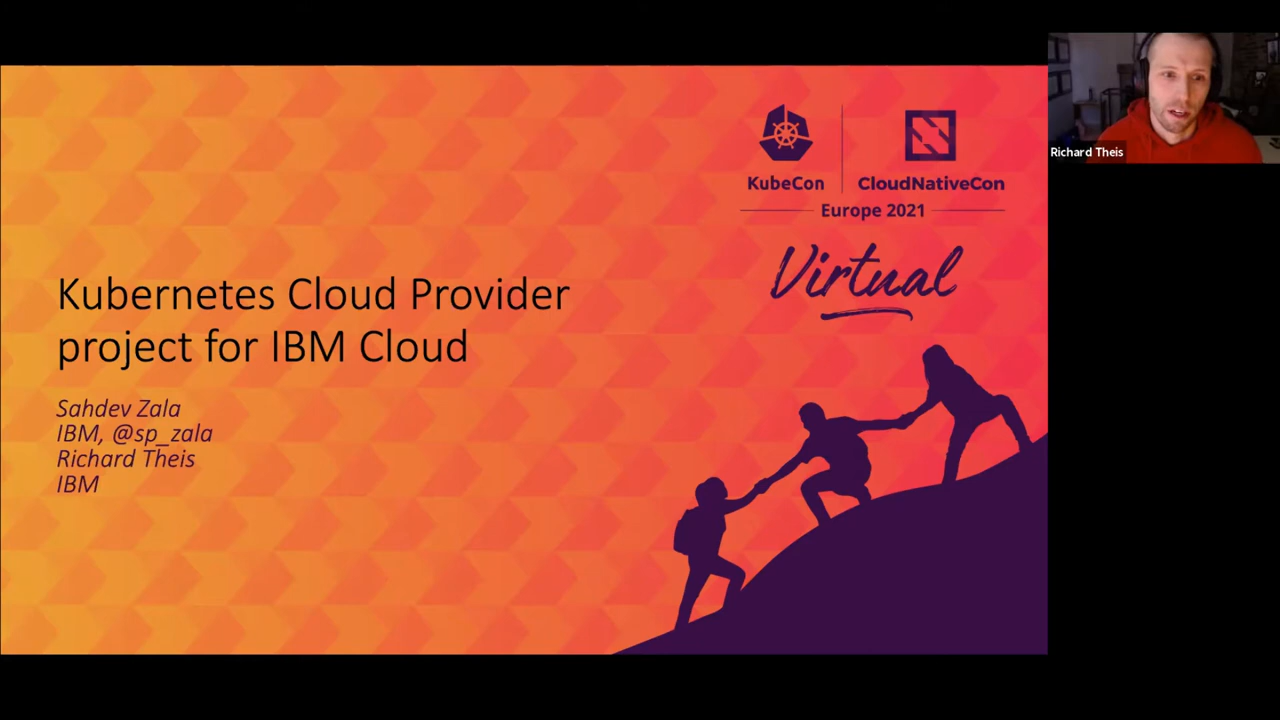 KubeCon
CloudNativeCon
Europe 2021
Virtual
Kubernetes Cloud Provider
project for IBM Cloud
Sahdev Zala
IBM, @sp_zala
Richard Theis
IBM
Richard Theis